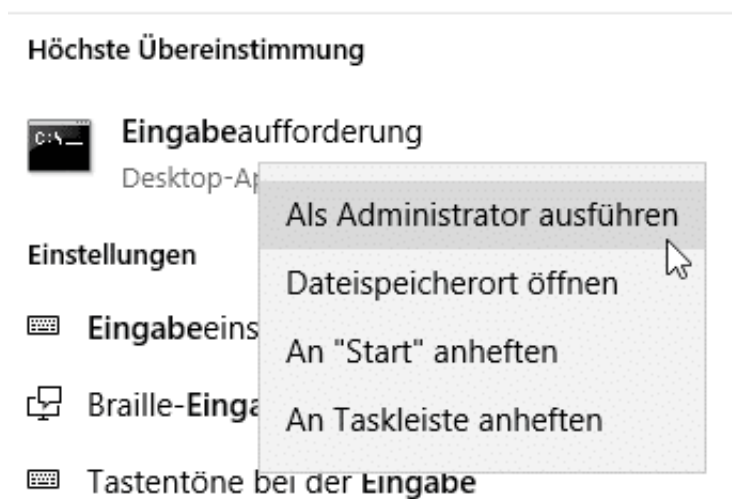 Höchste Übereinstimmung
C:\
Eingabeaufforderung
Desktop-Ap
Als Administrator ausführen
Einstellungen
Dateispeicherort öffnen
Eingabeeins
An "Start" anheften
Braille-Einga
An Taskleiste anheften
Tastentöne bei der Eingabe